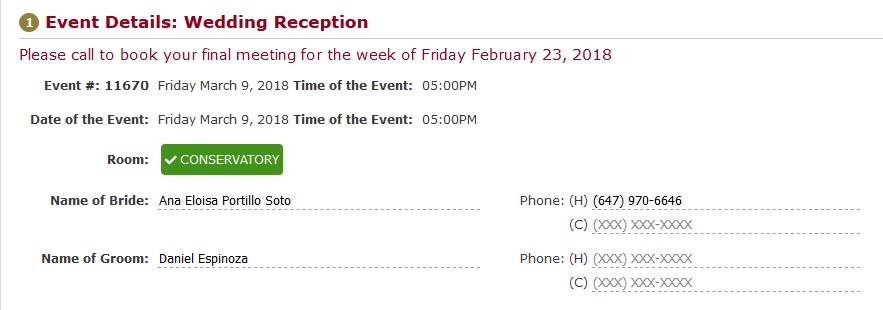 1 Event Details: Wedding Reception
Please call to book your final meeting for the week of Friday February 23, 2018
Event #: 11670 Friday March 9, 2018 Time of the Event: 05:00PM
Date of the Event: Friday March 9, 2018 Time of the Event: 05:00PM
Room: CONSERVATORY
Name of Bride: Ana Eloisa Portillo Soto Phone: (H) (647) 970-6646
(C) (XXX) XXX-XXXX
Name of Groom: Daniel Espinoza Phone: (H) (XXX) XXX-XXXX
(C) (XXX) XXX-XXXX